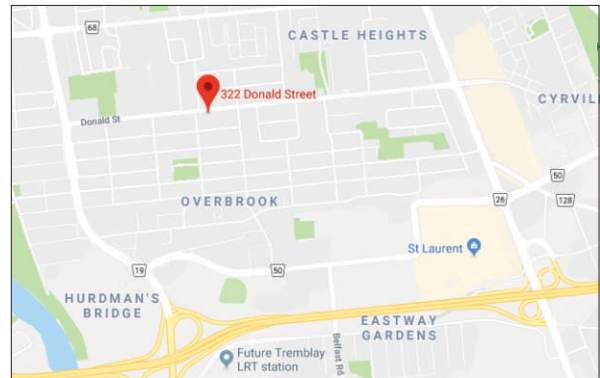 68
CASTLE HEIGHTS
322 Donald Street
CYRVILL
Donald St
50
OVERBROOK
26
128
St Laurent
19
50
HURDMAN'S
BRIDGE
EASTWAY
GARDENS
Future Tremblay
LRT station
Belfast Rd